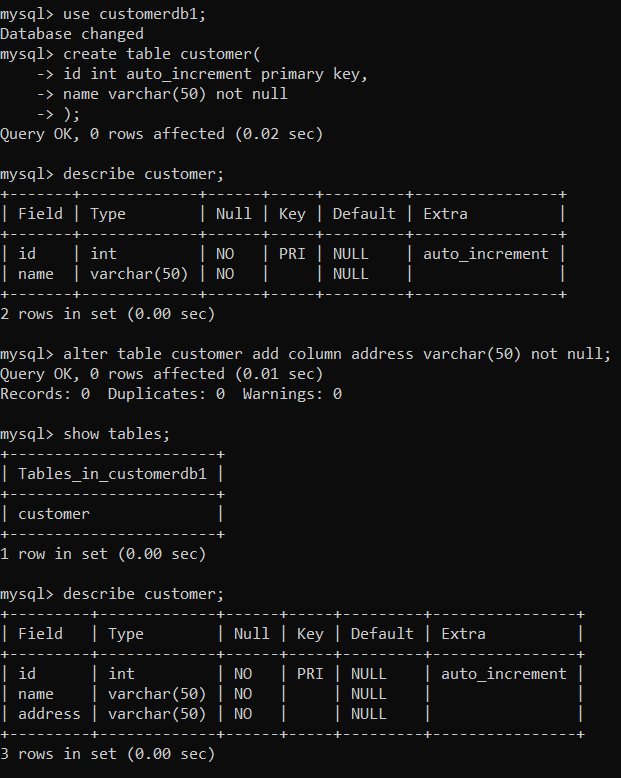 mysql> use customerdb1;
Database changed
mysql> create table customer(
    -> id int auto_increment primary key,
    -> name varchar(50) not null
    -> );
Query OK, 0 rows affected (0.02 sec)

mysql> describe customer;
+-------+-------------+------+-----+---------+----------------+
| Field | Type        | Null | Key | Default | Extra          |
+-------+-------------+------+-----+---------+----------------+
| id    | int         | NO   | PRI | NULL    | auto_increment |
| name  | varchar(50) | NO   |     | NULL    |                |
+-------+-------------+------+-----+---------+----------------+
2 rows in set (0.00 sec)

mysql> alter table customer add column address varchar(50) not null;
Query OK, 0 rows affected (0.01 sec)
Records: 0  Duplicates: 0  Warnings: 0

mysql> show tables;
+-----------------------+
| Tables_in_customerdb1 |
+-----------------------+
| customer              |
+-----------------------+
1 row in set (0.00 sec)

mysql> describe customer;
+---------+-------------+------+-----+---------+----------------+
| Field   | Type        | Null | Key | Default | Extra          |
+---------+-------------+------+-----+---------+----------------+
| id      | int         | NO   | PRI | NULL    | auto_increment |
| name    | varchar(50) | NO   |     | NULL    |                |
| address | varchar(50) | NO   |     | NULL    |                |
+---------+-------------+------+-----+---------+----------------+
3 rows in set (0.00 sec)